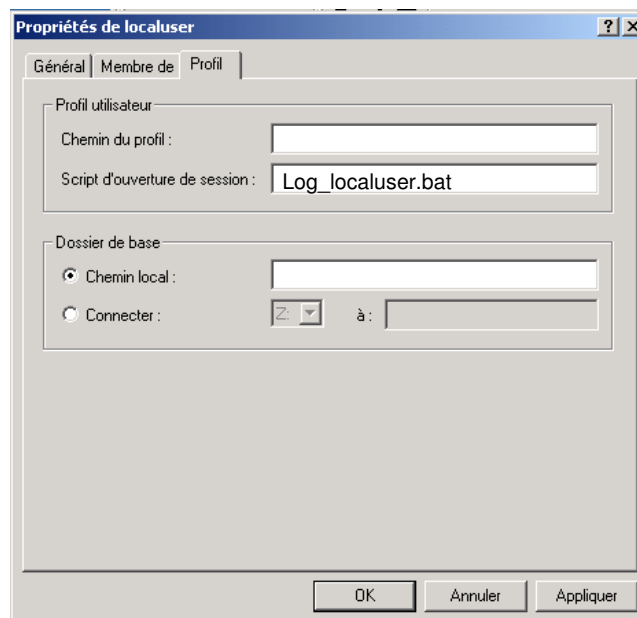 Propriétés de localuser
Général Membre de Profil
Profil utilisateur
Chemin du profil :
Script d'ouverture de session : Log_localuser.bat
Dossier de base
Chemin local :
Connecter : Z: à :
OK Annuler Appliquer